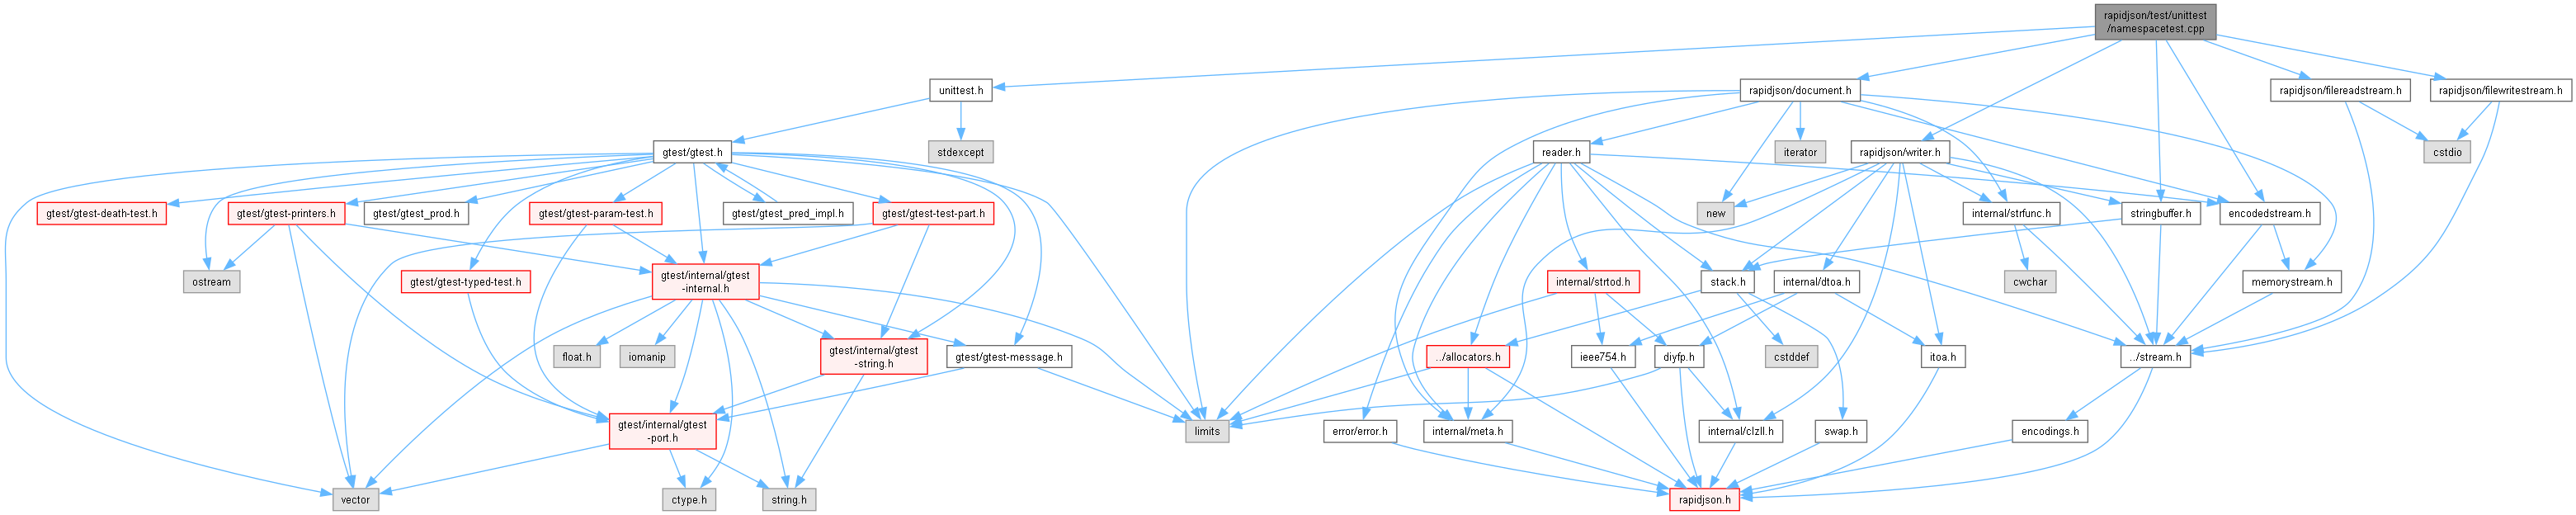 rapidjson/test/unittest
/namespacetest.cpp
unittest.h
rapidjson/document.h
rapidjson/filereadstream.h
rapidjson/filewritestream.h
gtest/gtest.h
stdexcept
reader.h
iterator
rapidjson/writer.h
cstdio
gtest/gtest-death-test.h
gtest/gtest-printers.h
gtest/gtest_prod.h
gtest/gtest-param-test.h
gtest/gtest_pred_impl.h
gtest/gtest-test-part.h
new
internal/strfunc.h
stringbuffer.h
encodedstream.h
ostream
gtest/gtest-typed-test.h
gtest/internal/gtest
-internal.h
internal/strtod.h
stack.h
internal/dtoa.h
cwchar
memorystream.h
float.h
iomanip
gtest/internal/gtest
-string.h
gtest/gtest-message.h
../allocators.h
ieee754.h
diyfp.h
cstddef
itoa.h
../stream.h
gtest/internal/gtest
-port.h
limits
error/error.h
internal/meta.h
internal/clzll.h
swap.h
encodings.h
vector
ctype.h
string.h
rapidjson.h